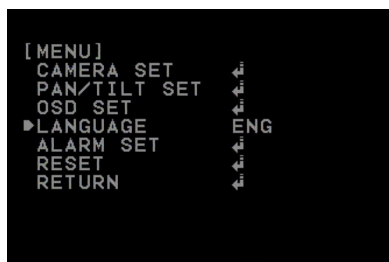 [MENU]
CAMERA SET ↲
PAN/TILT SET ↲
OSD SET ↲
►LANGUAGE ENG
ALARM SET ↲
RESET ↲
RETURN ↲